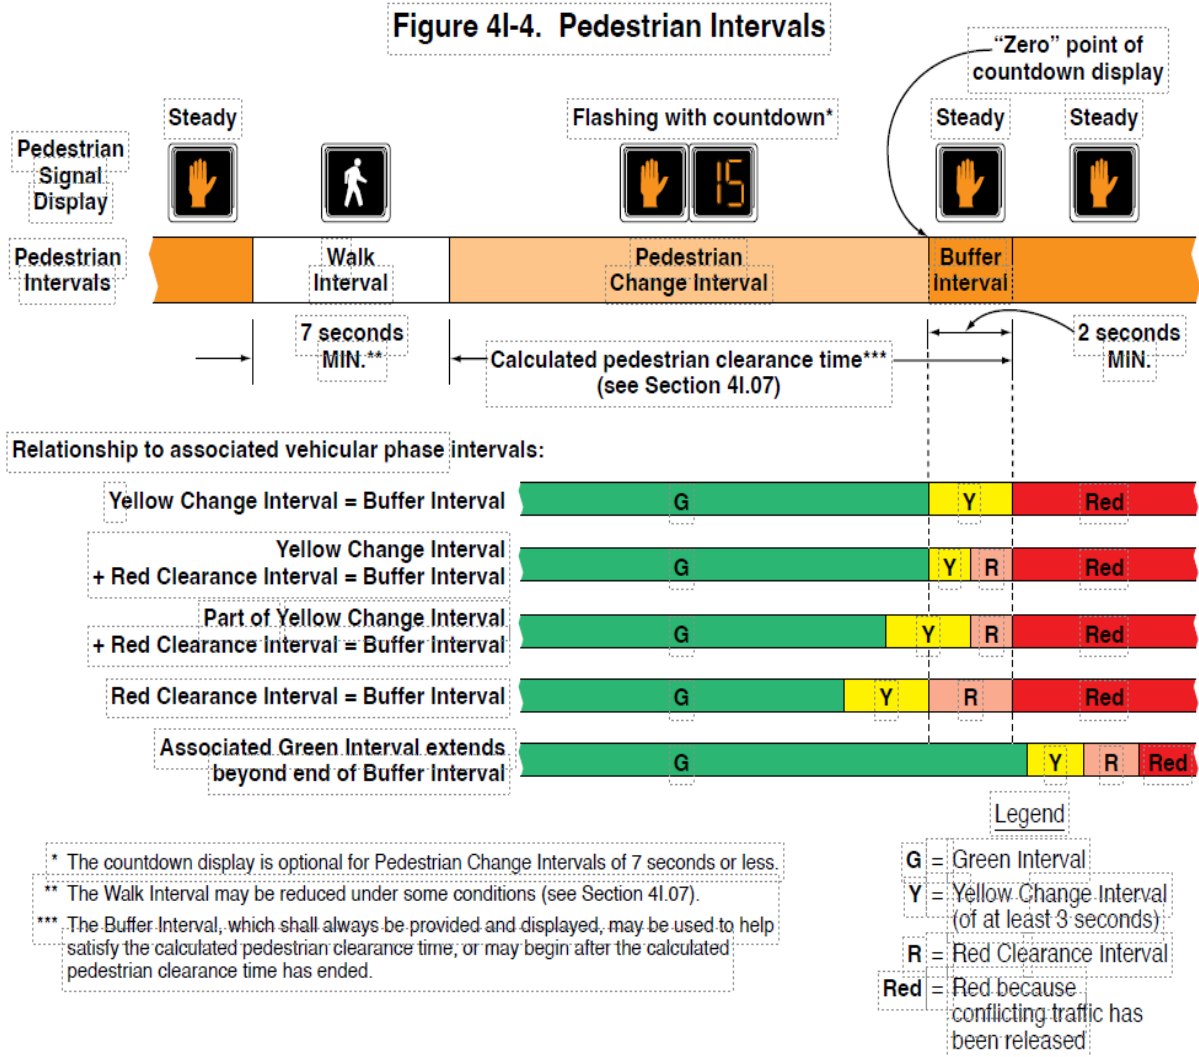 Figure 4I-4. Pedestrian Intervals
“Zero” point of
countdown display
Steady
Flashing with countdown*
Steady
Steady
Pedestrian
Signal
Display
15
Pedestrian
Intervals
Walk
Interval
Pedestrian
Change Interval
Buffer
Interval
7 seconds
MIN.**
Calculated pedestrian clearance time***
(see Section 4I.07)
2 seconds
MIN.
Relationship to associated vehicular phase intervals:
Yellow Change Interval = Buffer Interval
G Y Red
Yellow Change Interval
+ Red Clearance Interval = Buffer Interval
G Y R Red
Part of Yellow Change Interval
+ Red Clearance Interval = Buffer Interval
G Y R Red
Red Clearance Interval = Buffer Interval
G Y R Red
Associated Green Interval extends
beyond end of Buffer Interval
G Y R Red
* The countdown display is optional for Pedestrian Change Intervals of 7 seconds or less.
** The Walk Interval may be reduced under some conditions (see Section 4I.07).
*** The Buffer Interval, which shall always be provided and displayed, may be used to help
satisfy the calculated pedestrian clearance time, or may begin after the calculated
pedestrian clearance time has ended.
Legend
G = Green Interval
Y = Yellow Change Interval
(of at least 3 seconds)
R = Red Clearance Interval
Red = Red because
conflicting traffic has
been released